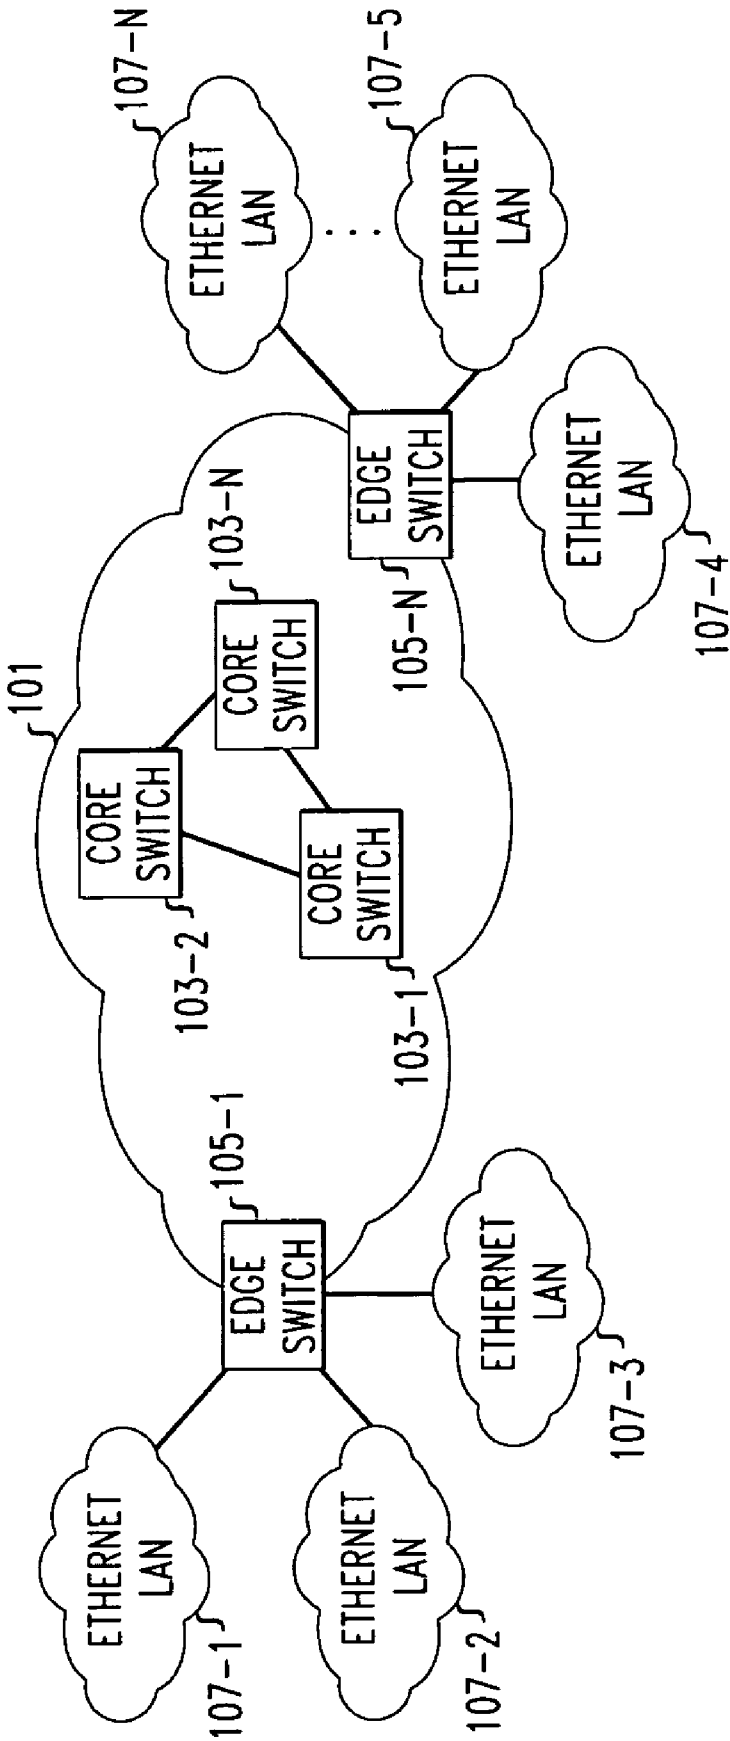 101
107-1
ETHERNET
LAN
107-2
ETHERNET
LAN
107-3
ETHERNET
LAN
105-1
EDGE
SWITCH
103-2
CORE
SWITCH
103-1
CORE
SWITCH
103-N
CORE
SWITCH
105-N
EDGE
SWITCH
107-4
ETHERNET
LAN
107-5
ETHERNET
LAN
. . .
107-N
ETHERNET
LAN